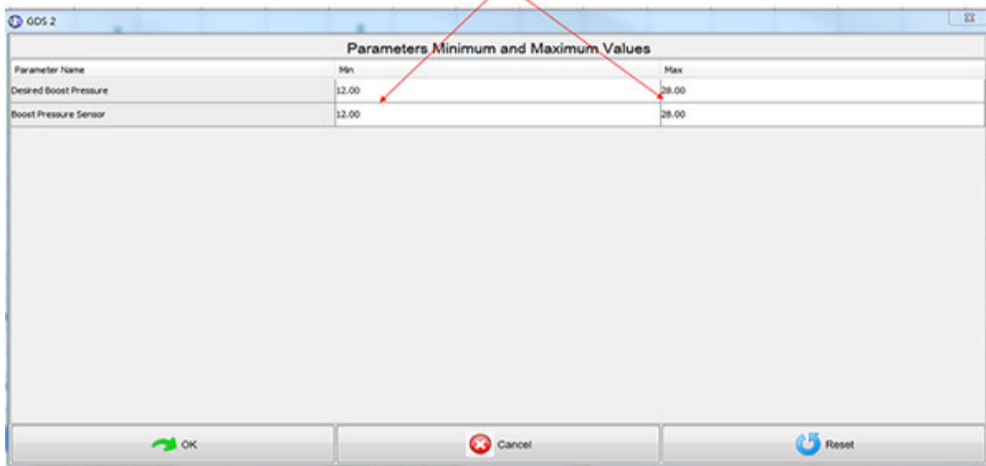 GDS 2
Parameters Minimum and Maximum Values
Parameter Name Min Max
Desired Boost Pressure 12.00 28.00
Boost Pressure Sensor 12.00 28.00
OK Cancel Reset